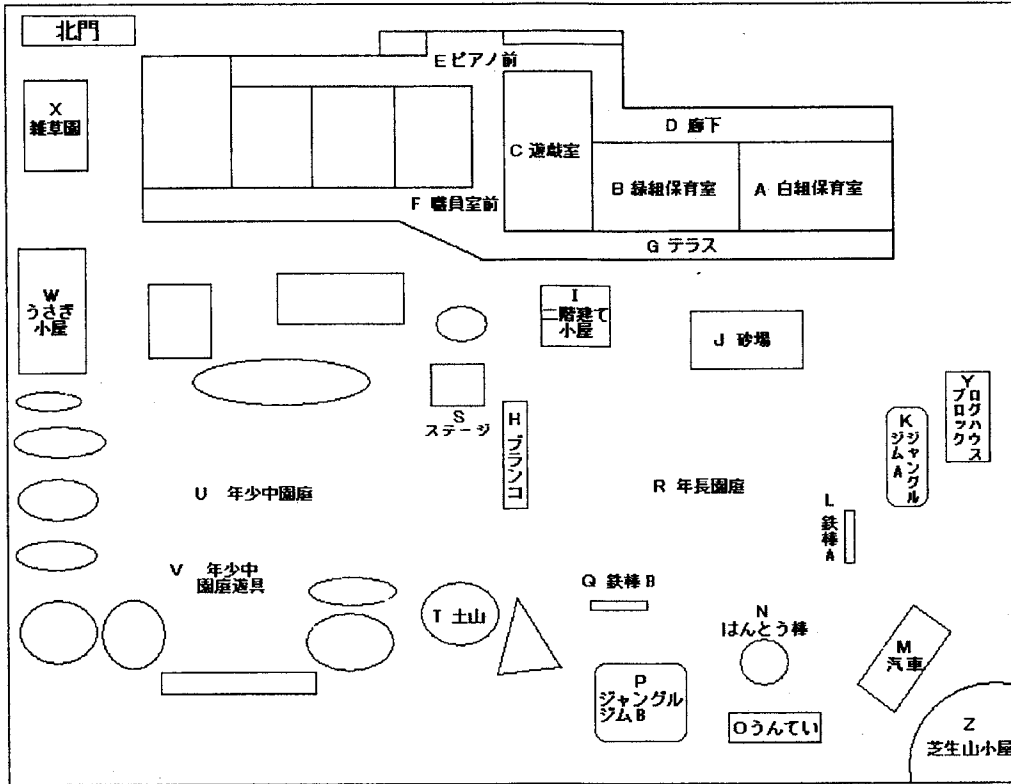 北門
E ピアノ前
X
雑草園
D 廊下
C 遊戯室
B 緑組保育室
A 白組保育室
F 職員室前
G テラス
W
うさぎ
小屋
I
二階建て
小屋
J 砂場
S
ステージ
H ブランコ
Y
ログハウス
ブロック
K
ジャングル
ジムA
U 年少中園庭
R 年長園庭
L
鉄棒A
V 年少中
園庭遊具
T 土山
Q 鉄棒B
N
はんとう棒
M
汽車
P
ジャングル
ジムB
Oうんてい
Z
芝生山小屋